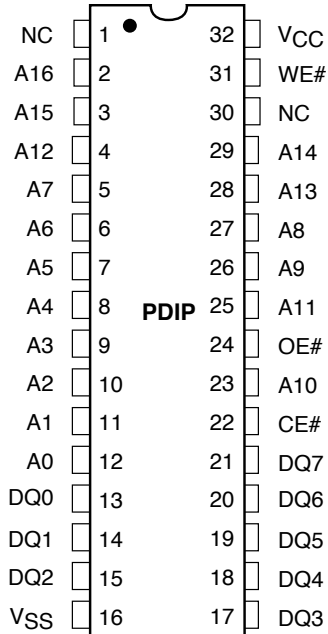 NC 1 32 VCC
A16 2 31 WE#
A15 3 30 NC
A12 4 29 A14
A7 5 28 A13
A6 6 27 A8
A5 7 26 A9
A4 8 PDIP 25 A11
A3 9 24 OE#
A2 10 23 A10
A1 11 22 CE#
A0 12 21 DQ7
DQ0 13 20 DQ6
DQ1 14 19 DQ5
DQ2 15 18 DQ4
VSS 16 17 DQ3